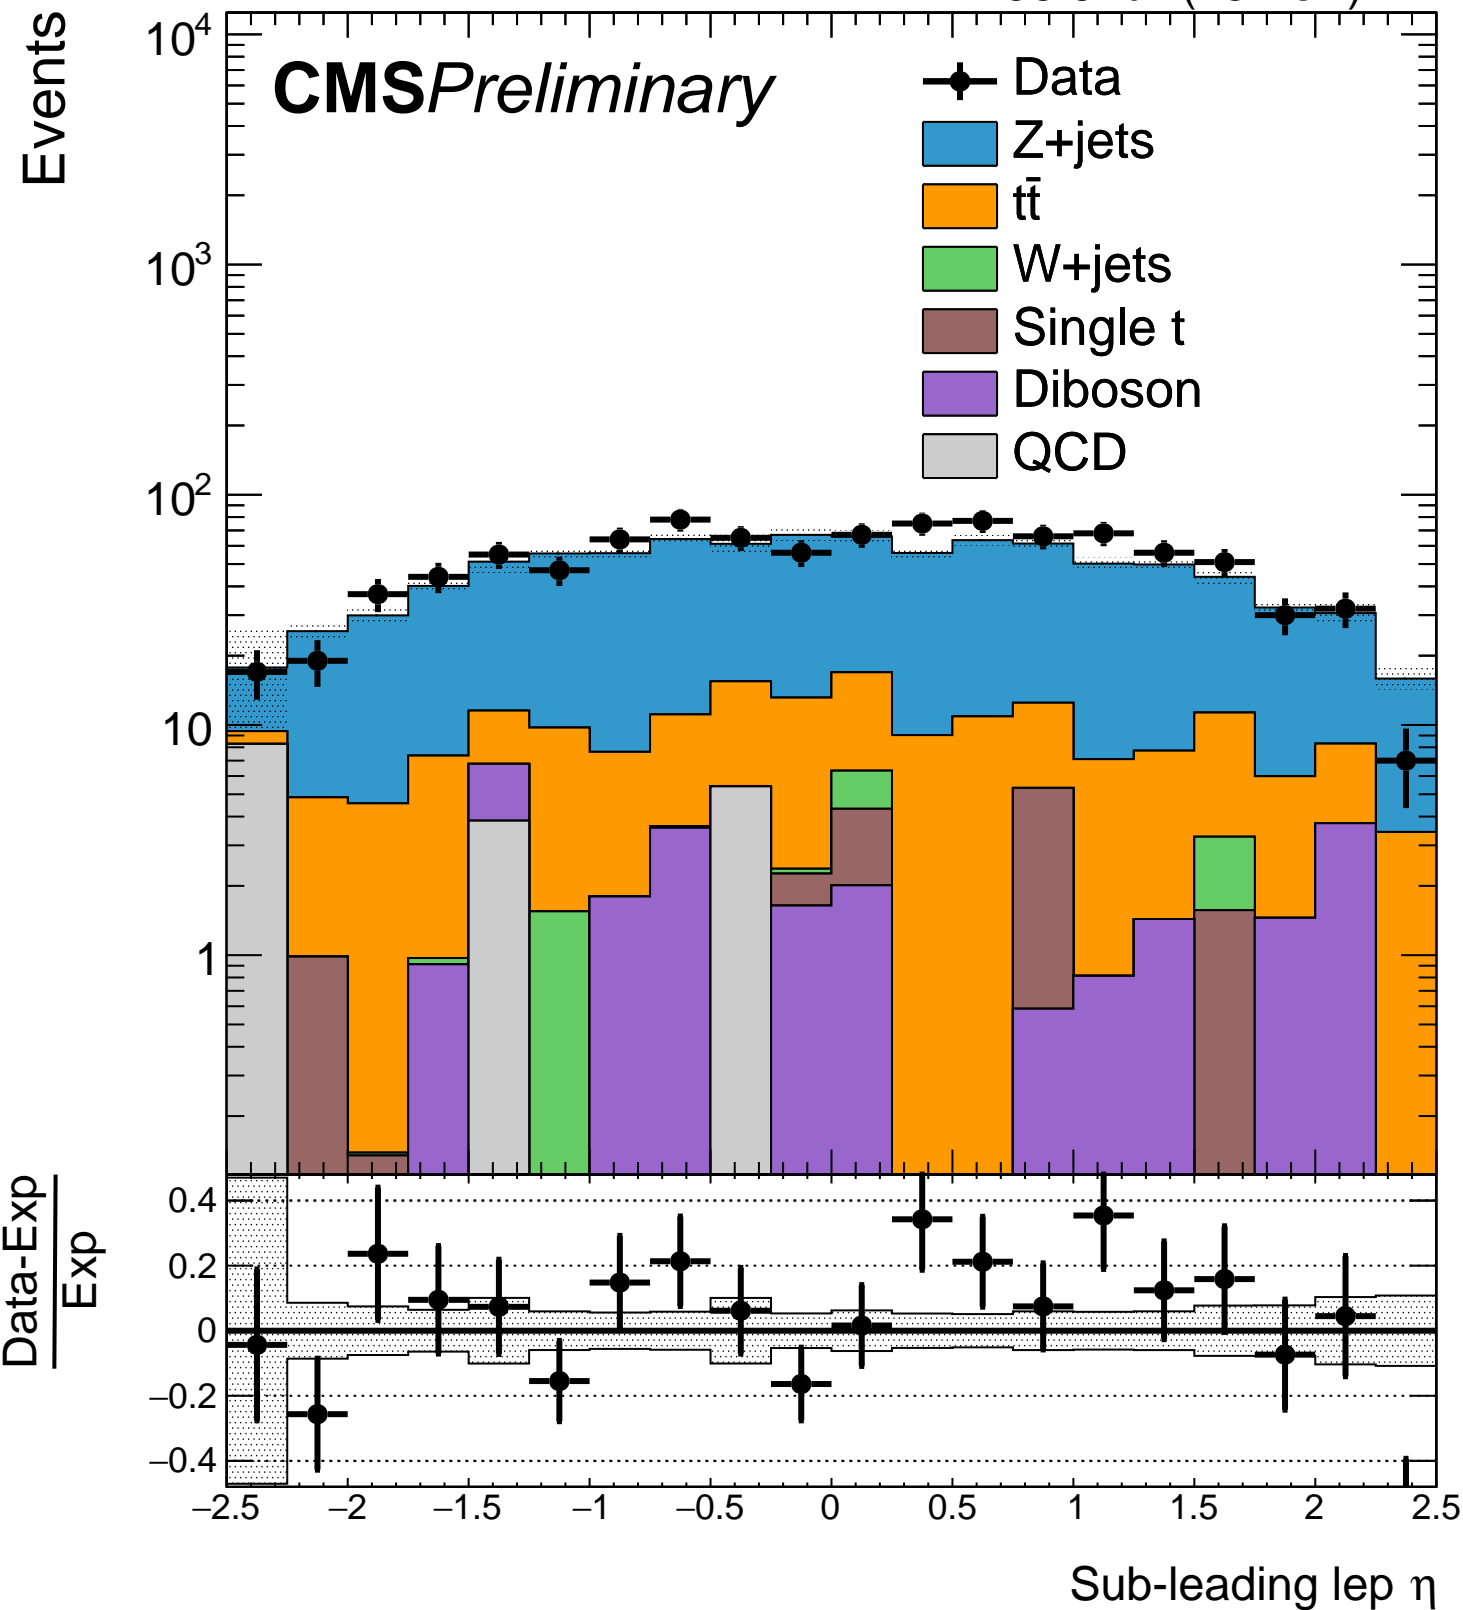 Events
CMS Preliminary
Data
Z+jets
tt̄
W+jets
Single t
Diboson
QCD
10⁴
10³
10²
10
1
Data-Exp
Exp
0.4
0.2
0
−0.2
−0.4
−2.5 −2 −1.5 −1 −0.5 0 0.5 1 1.5 2 2.5
Sub-leading lep η